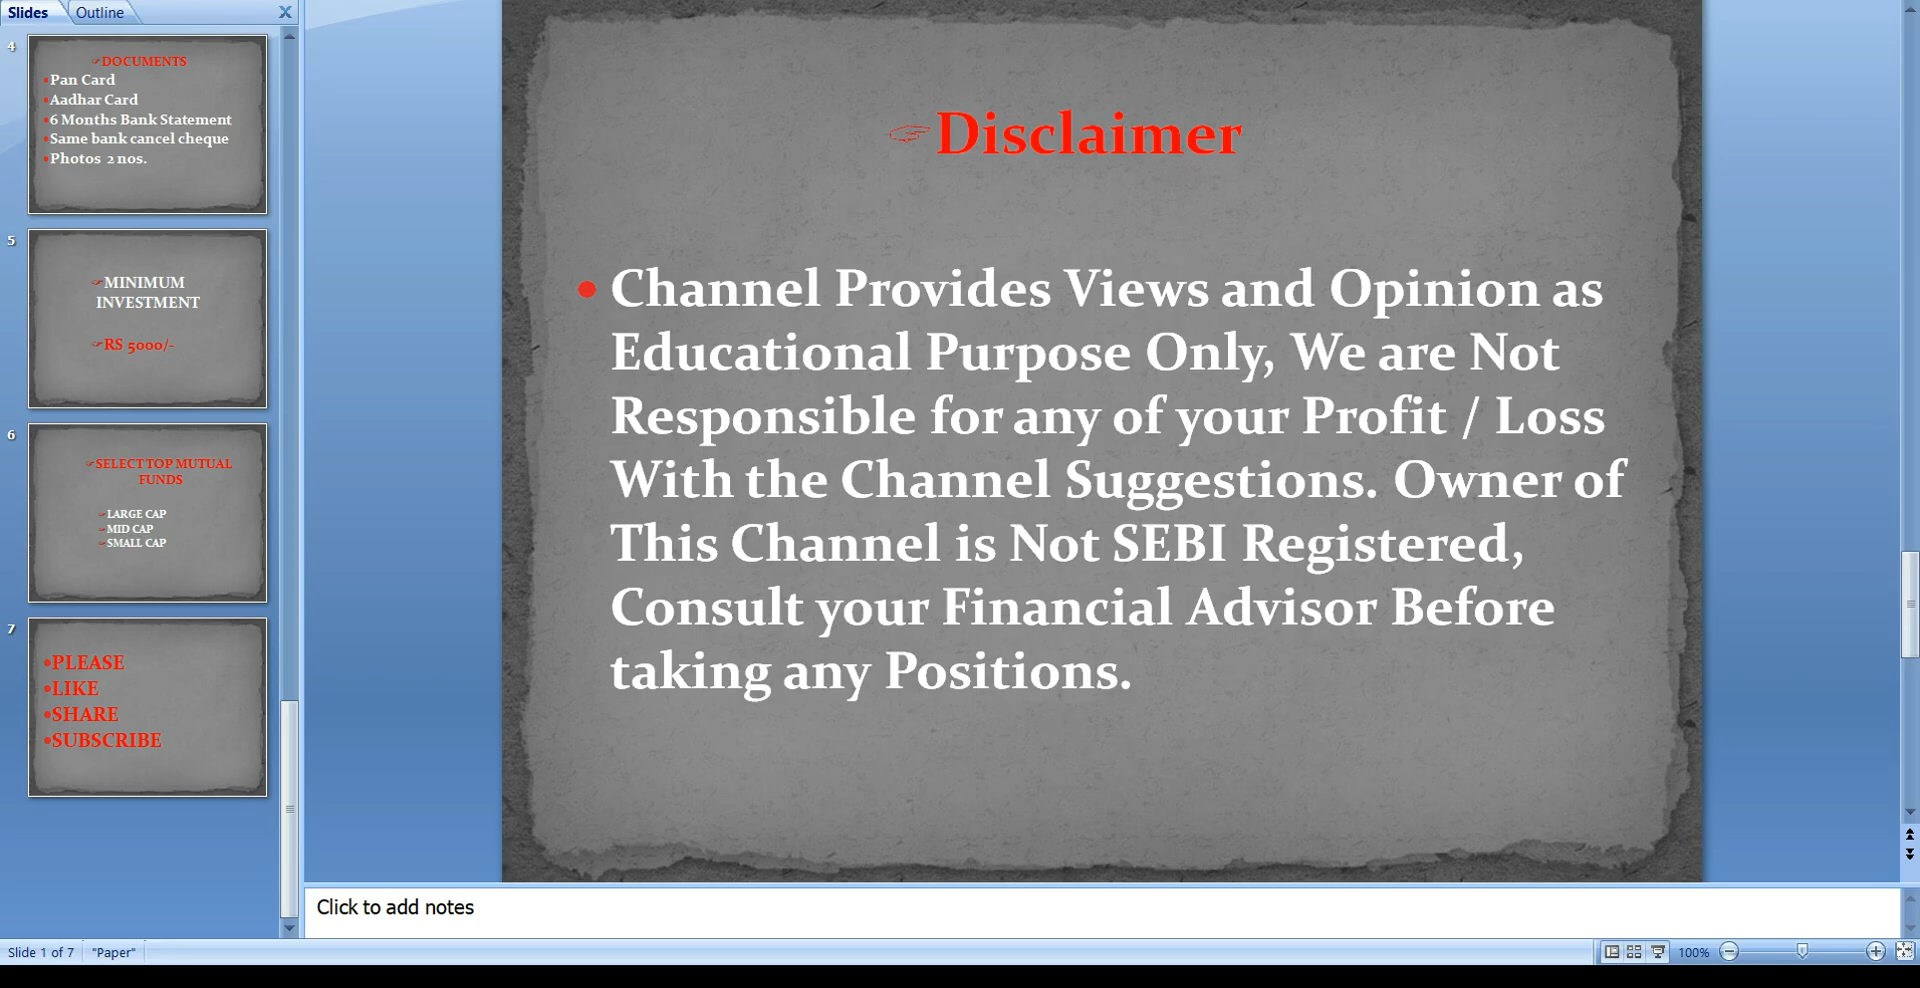 Slides
Outline
X
4
DOCUMENTS
•Pan Card
•Aadhar Card
•6 Months Bank Statement
•Same bank cancel cheque
•Photos 2 nos.
5
MINIMUM
INVESTMENT
RS 5000/-
6
SELECT TOP MUTUAL
FUNDS
LARGE CAP
MID CAP
SMALL CAP
7
•PLEASE
•LIKE
•SHARE
•SUBSCRIBE
☞Disclaimer
• Channel Provides Views and Opinion as
Educational Purpose Only, We are Not
Responsible for any of your Profit / Loss
With the Channel Suggestions. Owner of
This Channel is Not SEBI Registered,
Consult your Financial Advisor Before
taking any Positions.
Click to add notes
Slide 1 of 7
"Paper"
100%